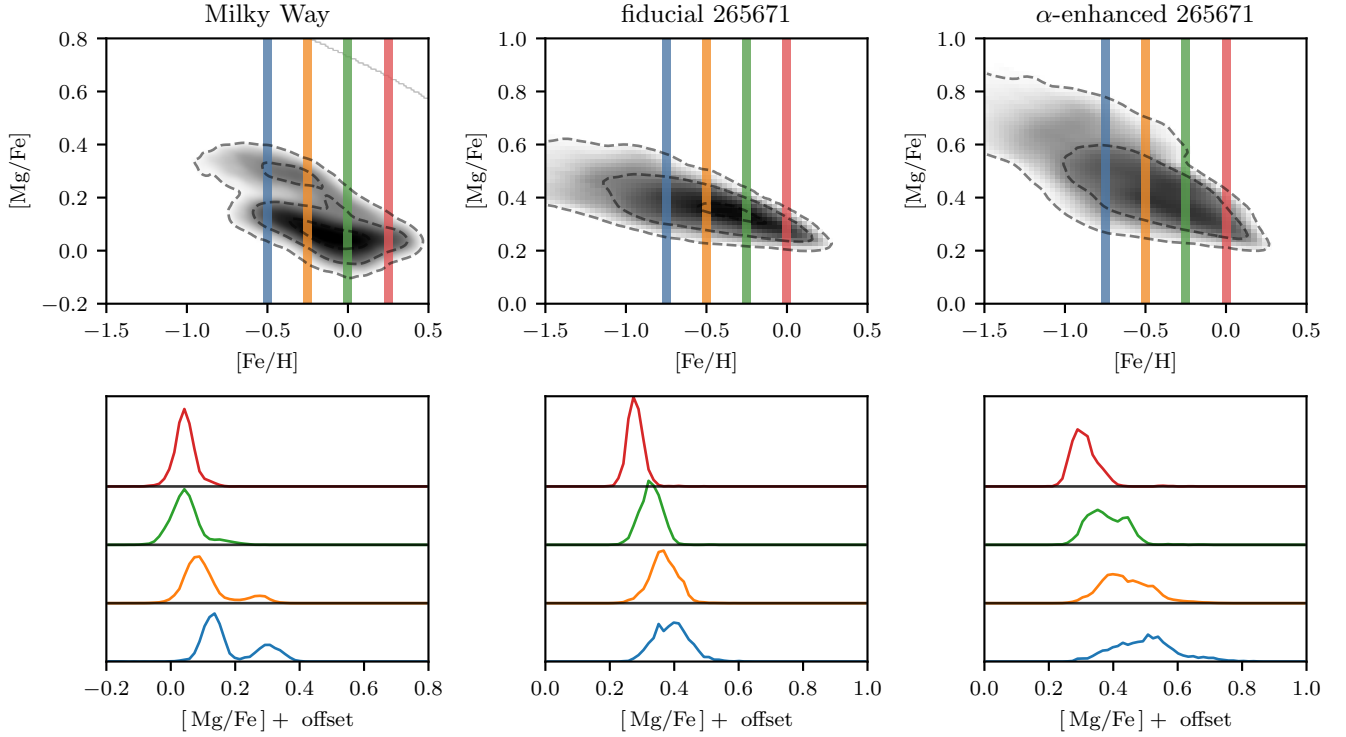 Milky Way
fiducial 265671
α-enhanced 265671
0.8
0.6
0.4
0.2
0.0
−0.2
[Mg/Fe]
−1.5 −1.0 −0.5 0.0 0.5
[Fe/H]
1.0
0.8
0.6
0.4
0.2
0.0
[Mg/Fe]
−1.5 −1.0 −0.5 0.0 0.5
[Fe/H]
1.0
0.8
0.6
0.4
0.2
0.0
[Mg/Fe]
−1.5 −1.0 −0.5 0.0 0.5
[Fe/H]
−0.2 0.0 0.2 0.4 0.6 0.8
[Mg/Fe] + offset
0.0 0.2 0.4 0.6 0.8 1.0
[Mg/Fe] + offset
0.0 0.2 0.4 0.6 0.8 1.0
[Mg/Fe] + offset